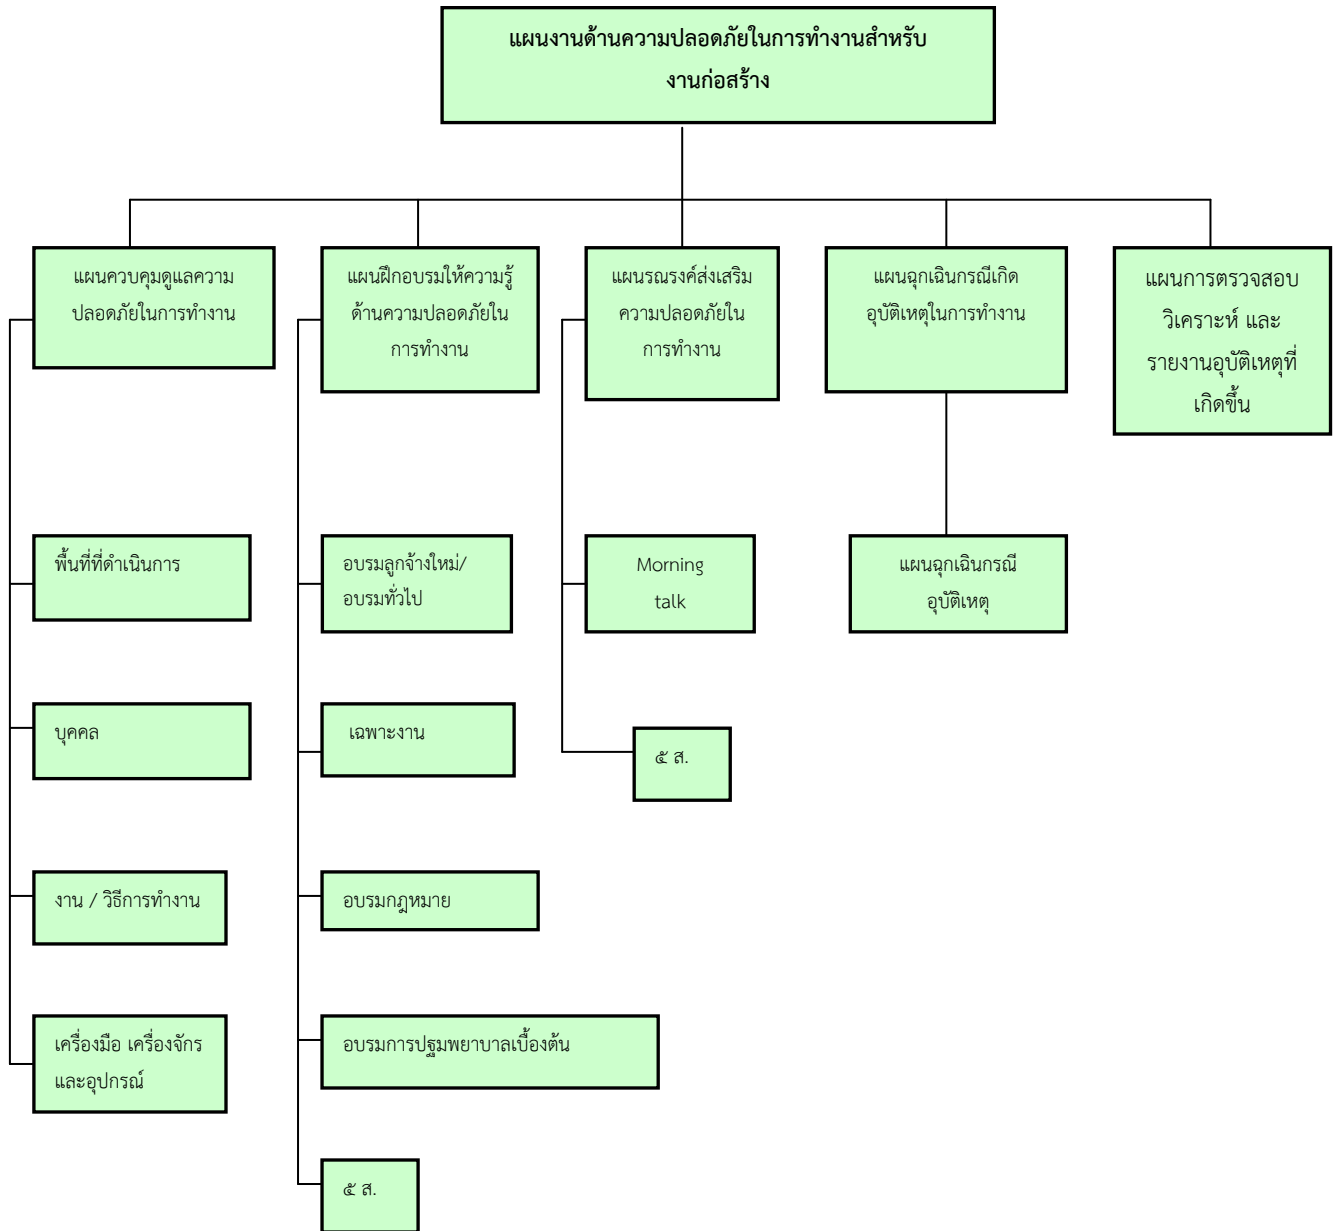 แผนงานด้านความปลอดภัยในการทำงานสำหรับ
งานก่อสร้าง
แผนควบคุมดูแลความ
ปลอดภัยในการทำงาน
แผนฝึกอบรมให้ความรู้
ด้านความปลอดภัยใน
การทำงาน
แผนรณรงค์ส่งเสริม
ความปลอดภัยใน
การทำงาน
แผนฉุกเฉินกรณีเกิด
อุบัติเหตุในการทำงาน
แผนการตรวจสอบ
วิเคราะห์ และ
รายงานอุบัติเหตุที่
เกิดขึ้น
พื้นที่ที่ดำเนินการ
บุคคล
งาน / วิธีการทำงาน
เครื่องมือ เครื่องจักร
และอุปกรณ์
อบรมลูกจ้างใหม่/
อบรมทั่วไป
เฉพาะงาน
อบรมกฎหมาย
อบรมการปฐมพยาบาลเบื้องต้น
๕ ส.
Morning
talk
๕ ส.
แผนฉุกเฉินกรณี
อุบัติเหตุ